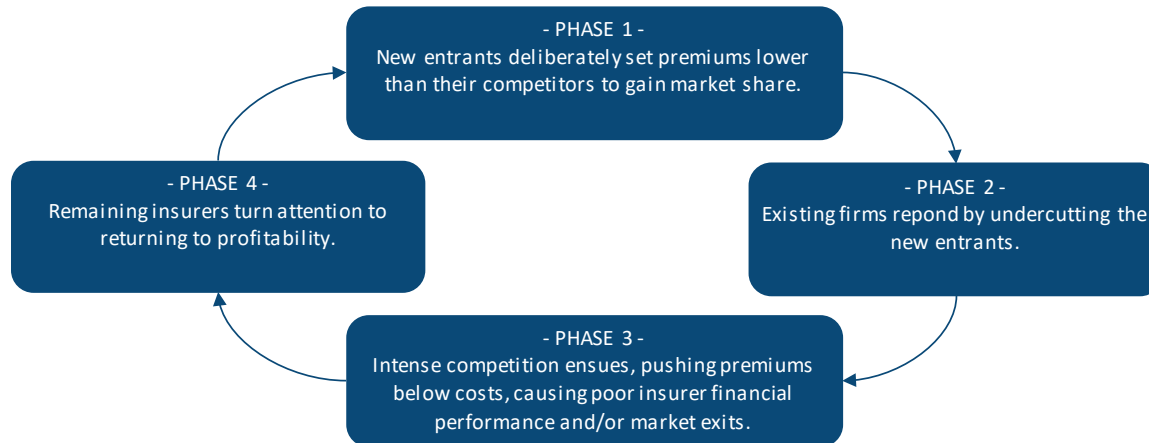 - PHASE 1 -
New entrants deliberately set premiums lower
than their competitors to gain market share.
- PHASE 4 -
Remaining insurers turn attention to
returning to profitability.
- PHASE 2 -
Existing firms repond by undercutting the
new entrants.
- PHASE 3 -
Intense competition ensues, pushing premiums
below costs, causing poor insurer financial
performance and/or market exits.